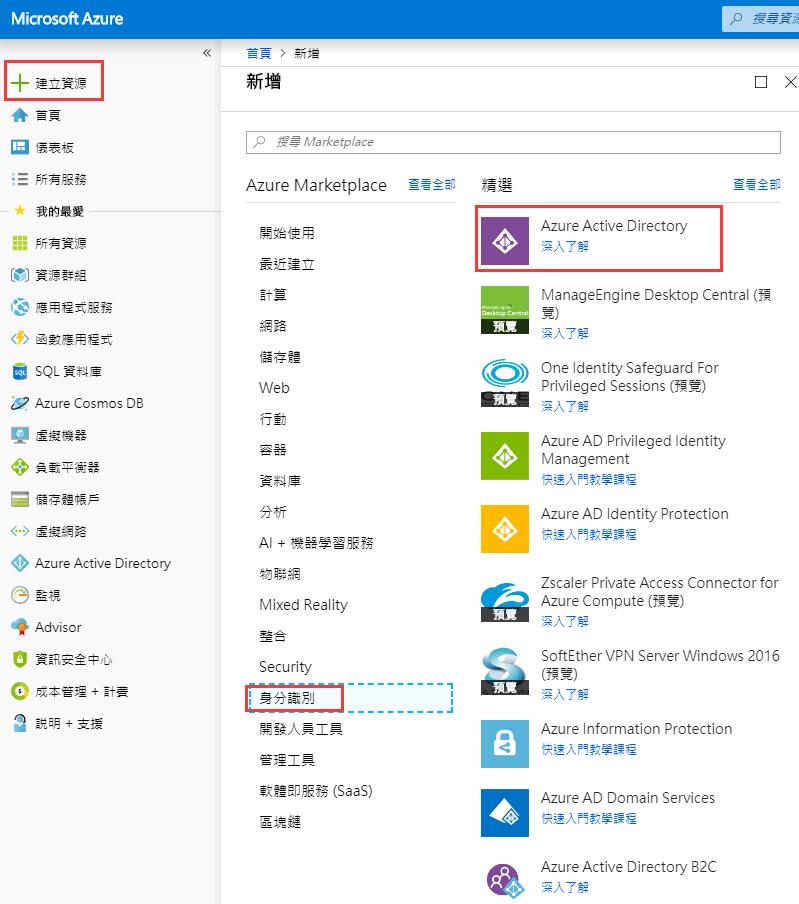 Microsoft Azure
搜尋資
«
建立資源
首頁
儀表板
所有服務
我的最愛
所有資源
資源群組
應用程式服務
函數應用程式
SQL 資料庫
Azure Cosmos DB
虛擬機器
負載平衡器
儲存體帳戶
虛擬網路
Azure Active Directory
監視
Advisor
資訊安全中心
成本管理 + 計費
說明 + 支援
首頁 > 新增
新增
搜尋 Marketplace
Azure Marketplace 查看全部
開始使用
最近建立
計算
網路
儲存體
Web
行動
容器
資料庫
分析
AI + 機器學習服務
物聯網
Mixed Reality
整合
Security
身分識別
開發人員工具
管理工具
軟體即服務 (SaaS)
區塊鏈
精選 查看全部
Azure Active Directory
深入了解
ManageEngine
Desktop Central
預覽
ManageEngine Desktop Central (預
覽)
深入了解
預覽
One Identity Safeguard For
Privileged Sessions (預覽)
深入了解
Azure AD Privileged Identity
Management
快速入門教學課程
Azure AD Identity Protection
快速入門教學課程
預覽
Zscaler Private Access Connector for
Azure Compute (預覽)
深入了解
預覽
SoftEther VPN Server Windows 2016
(預覽)
深入了解
Azure Information Protection
快速入門教學課程
Azure AD Domain Services
快速入門教學課程
Azure Active Directory B2C
深入了解